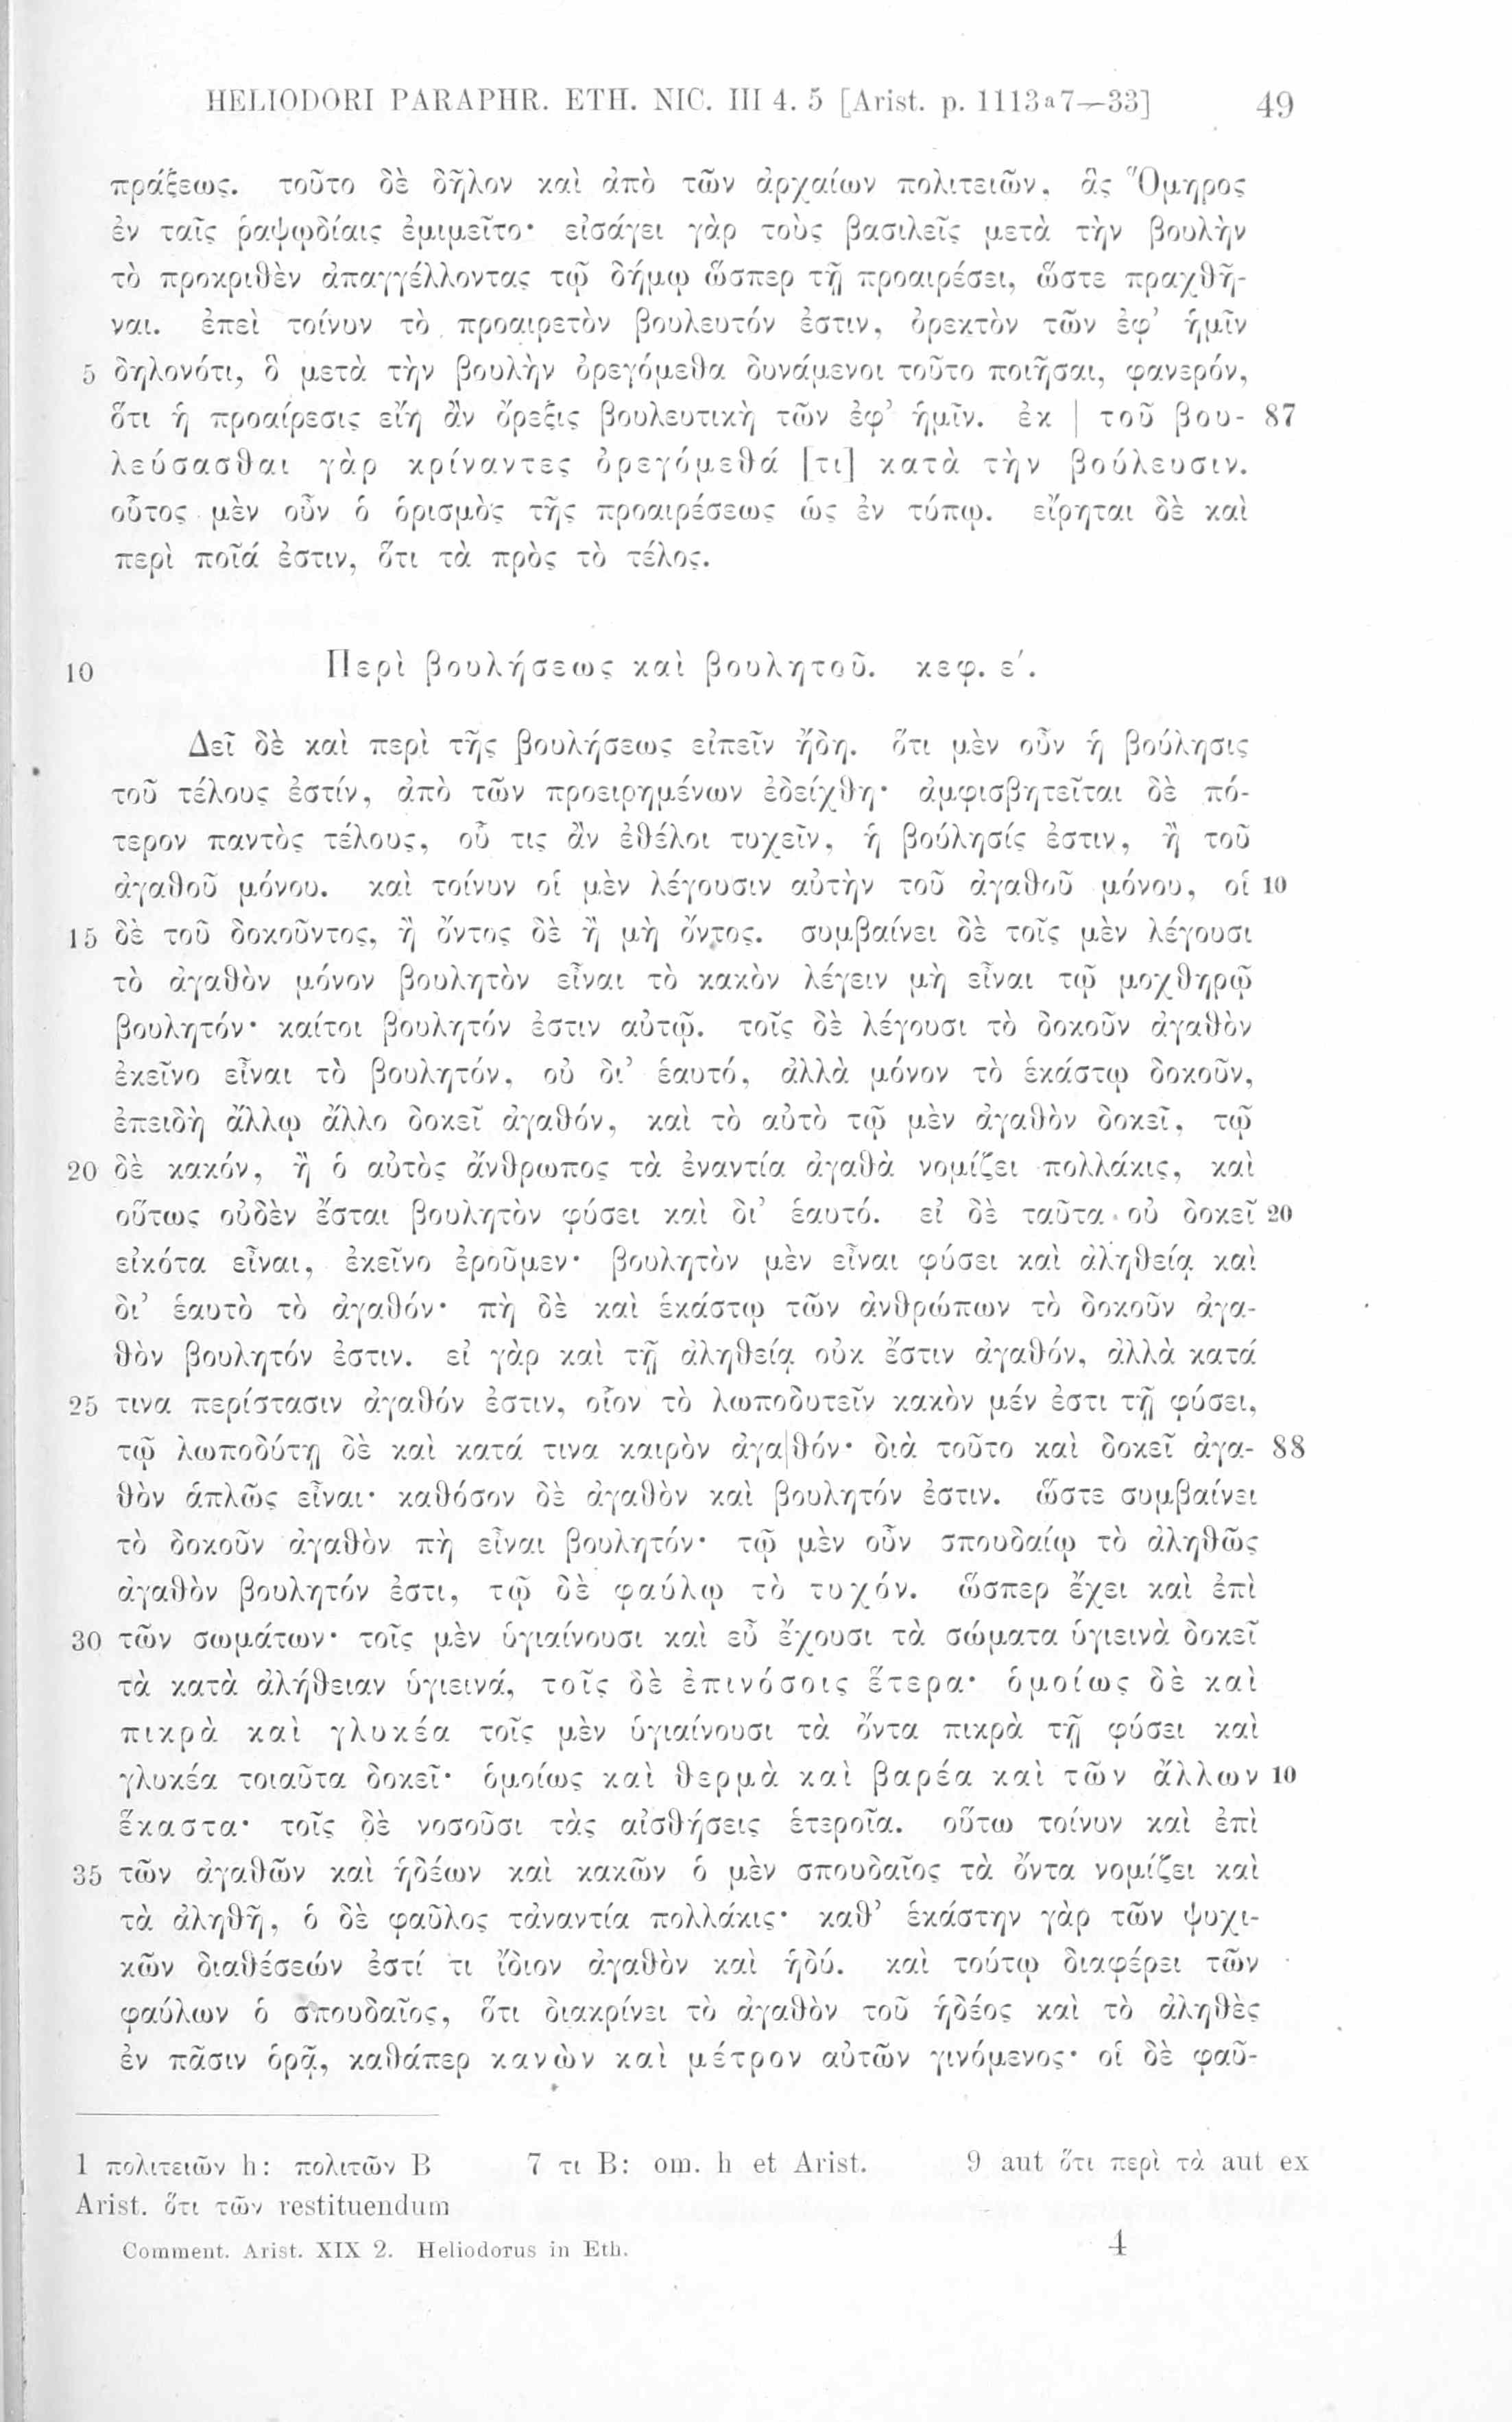 HELIODORI PARAPHR. ETH. NIC. III 4. 5 [Arist. p. 1113a7—33] 49
πράξεως. τοῦτο δὲ δῆλον καὶ ἀπὸ τῶν ἀρχαίων πολιτειῶν, ἃς Ὅμηρος
ἐν ταῖς ῥαψῳδίαις ἐμιμεῖτο· εἰσάγει γὰρ τοὺς βασιλεῖς μετὰ τὴν βουλὴν
τὸ προκριθὲν ἀπαγγέλλοντας τῷ δήμῳ ὥσπερ τῇ προαιρέσει, ὥστε πραχθῆ-
ναι. ἐπεὶ τοίνυν τὸ προαιρετὸν βουλευτόν ἐστιν, ὀρεκτὸν τῶν ἐφ’ ἡμῖν
5 δηλονότι, ὃ μετὰ τὴν βουλὴν ὀρεγόμεθα δυνάμενοι τοῦτο ποιῆσαι, φανερόν,
ὅτι ἡ προαίρεσις εἴη ἂν ὄρεξις βουλευτικὴ τῶν ἐφ’ ἡμῖν. ἐκ | τοῦ βου- 87
λεύσασθαι γὰρ κρίναντες ὀρεγόμεθά [τι] κατὰ τὴν βούλευσιν.
οὗτος μὲν οὖν ὁ ὁρισμὸς τῆς προαιρέσεως ὡς ἐν τύπῳ. εἴρηται δὲ καὶ
περὶ ποῖά ἐστιν, ὅτι τὰ πρὸς τὸ τέλος.
10 Περὶ βουλήσεως καὶ βουλητοῦ. κεφ. ε΄.
Δεῖ δὲ καὶ περὶ τῆς βουλήσεως εἰπεῖν ἤδη. ὅτι μὲν οὖν ἡ βούλησις
τοῦ τέλους ἐστίν, ἀπὸ τῶν προειρημένων ἐδείχθη· ἀμφισβητεῖται δὲ πό-
τερον παντὸς τέλους, οὗ τις ἂν ἐθέλοι τυχεῖν, ἡ βούλησίς ἐστιν, ἢ τοῦ
ἀγαθοῦ μόνου. καὶ τοίνυν οἱ μὲν λέγουσιν αὐτὴν τοῦ ἀγαθοῦ μόνου, οἱ 10
15 δὲ τοῦ δοκοῦντος, ἢ ὄντος δὲ ἢ μὴ ὄντος. συμβαίνει δὲ τοῖς μὲν λέγουσι
τὸ ἀγαθὸν μόνον βουλητὸν εἶναι τὸ κακὸν λέγειν μὴ εἶναι τῷ μοχθηρῷ
βουλητόν· καίτοι βουλητόν ἐστιν αὐτῷ. τοῖς δὲ λέγουσι τὸ δοκοῦν ἀγαθὸν
ἐκεῖνο εἶναι τὸ βουλητόν, οὐ δι’ ἑαυτό, ἀλλὰ μόνον τὸ ἑκάστῳ δοκοῦν,
ἐπειδὴ ἄλλῳ ἄλλο δοκεῖ ἀγαθόν, καὶ τὸ αὐτὸ τῷ μὲν ἀγαθὸν δοκεῖ, τῷ
20 δὲ κακόν, ἢ ὁ αὐτὸς ἄνθρωπος τὰ ἐναντία ἀγαθὰ νομίζει πολλάκις, καὶ
οὕτως οὐδὲν ἔσται βουλητὸν φύσει καὶ δι’ ἑαυτό. εἰ δὲ ταῦτα οὐ δοκεῖ 20
εἰκότα εἶναι, ἐκεῖνο ἐροῦμεν· βουλητὸν μὲν εἶναι φύσει καὶ ἀληθείᾳ καὶ
δι’ ἑαυτὸ τὸ ἀγαθόν· πὴ δὲ καὶ ἑκάστῳ τῶν ἀνθρώπων τὸ δοκοῦν ἀγα-
θὸν βουλητόν ἐστιν. εἰ γὰρ καὶ τῇ ἀληθείᾳ οὐκ ἔστιν ἀγαθόν, ἀλλὰ κατά
25 τινα περίστασιν ἀγαθόν ἐστιν, οἷον τὸ λωποδυτεῖν κακὸν μέν ἐστι τῇ φύσει,
τῷ λωποδύτῃ δὲ καὶ κατά τινα καιρὸν ἀγα|θόν· διὰ τοῦτο καὶ δοκεῖ ἀγα- 88
θὸν ἁπλῶς εἶναι· καθόσον δὲ ἀγαθὸν καὶ βουλητόν ἐστιν. ὥστε συμβαίνει
τὸ δοκοῦν ἀγαθὸν πὴ εἶναι βουλητόν· τῷ μὲν οὖν σπουδαίῳ τὸ ἀληθῶς
ἀγαθὸν βουλητόν ἐστι, τῷ δὲ φαύλῳ τὸ τυχόν. ὥσπερ ἔχει καὶ ἐπὶ
30 τῶν σωμάτων· τοῖς μὲν ὑγιαίνουσι καὶ εὖ ἔχουσι τὰ σώματα ὑγιεινὰ δοκεῖ
τὰ κατὰ ἀλήθειαν ὑγιεινά, τοῖς δὲ ἐπινόσοις ἕτερα· ὁμοίως δὲ καὶ
πικρὰ καὶ γλυκέα τοῖς μὲν ὑγιαίνουσι τὰ ὄντα πικρὰ τῇ φύσει καὶ
γλυκέα τοιαῦτα δοκεῖ· ὁμοίως καὶ θερμὰ καὶ βαρέα καὶ τῶν ἄλλων 10
ἕκαστα· τοῖς δὲ νοσοῦσι τὰς αἰσθήσεις ἑτεροῖα. οὕτω τοίνυν καὶ ἐπὶ
35 τῶν ἀγαθῶν καὶ ἡδέων καὶ κακῶν ὁ μὲν σπουδαῖος τὰ ὄντα νομίζει καὶ
τὰ ἀληθῆ, ὁ δὲ φαῦλος τἀναντία πολλάκις· καθ’ ἑκάστην γὰρ τῶν ψυχι-
κῶν διαθέσεών ἐστί τι ἴδιον ἀγαθὸν καὶ ἡδύ. καὶ τούτῳ διαφέρει τῶν
φαύλων ὁ σπουδαῖος, ὅτι διακρίνει τὸ ἀγαθὸν τοῦ ἡδέος καὶ τὸ ἀληθὲς
ἐν πᾶσιν ὁρᾷ, καθάπερ κανὼν καὶ μέτρον αὐτῶν γινόμενος· οἱ δὲ φαῦ-
1 πολιτειῶν h: πολιτῶν B 7 τι B: om. h et Arist. 9 aut ὅτι περὶ τὰ aut ex
Arist. ὅτι τῶν restituendum
Comment. Arist. XIX 2. Heliodorus in Eth. 4